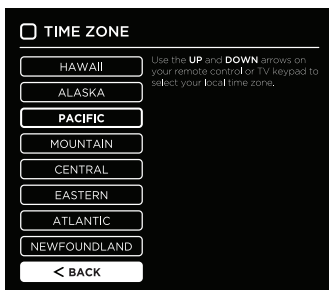 TIME ZONE
HAWAII
ALASKA
PACIFIC
MOUNTAIN
CENTRAL
EASTERN
ATLANTIC
NEWFOUNDLAND
< BACK
Use the UP and DOWN arrows on
your remote control or TV keypad to
select your local time zone.